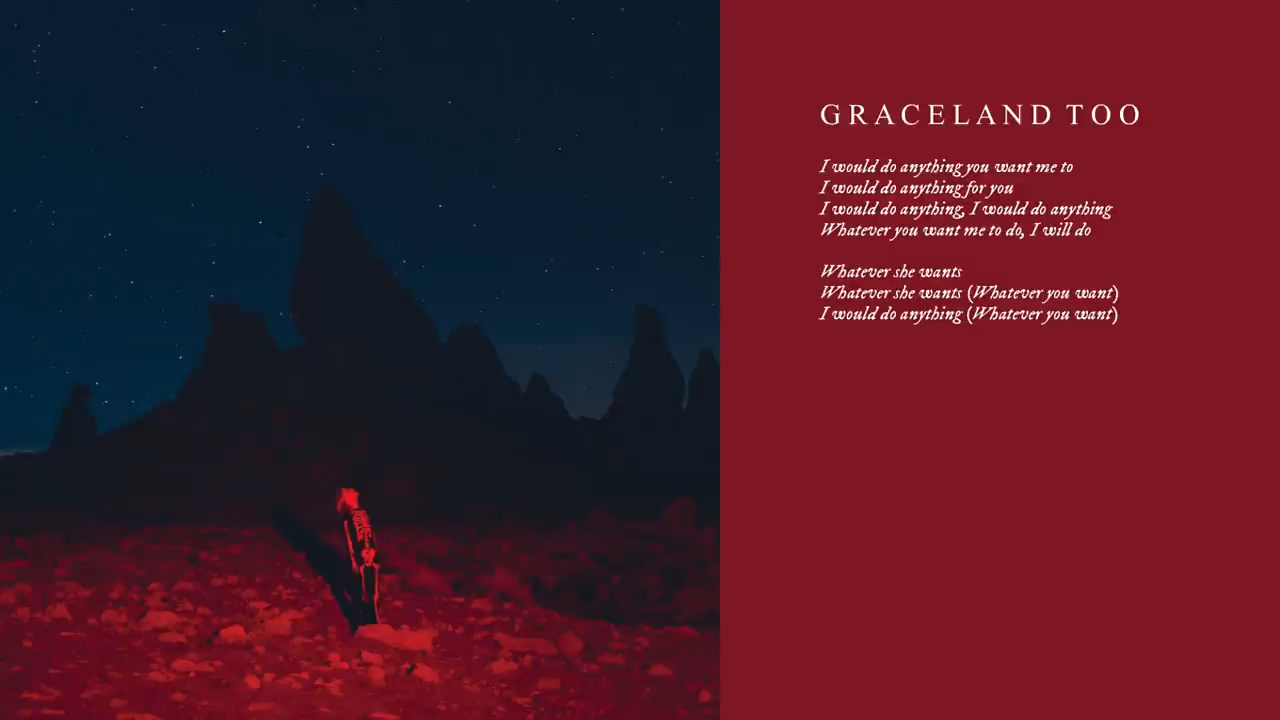 GRACELAND TOO
I would do anything you want me to
I would do anything for you
I would do anything, I would do anything
Whatever you want me to do, I will do
Whatever she wants
Whatever she wants (Whatever you want)
I would do anything (Whatever you want)